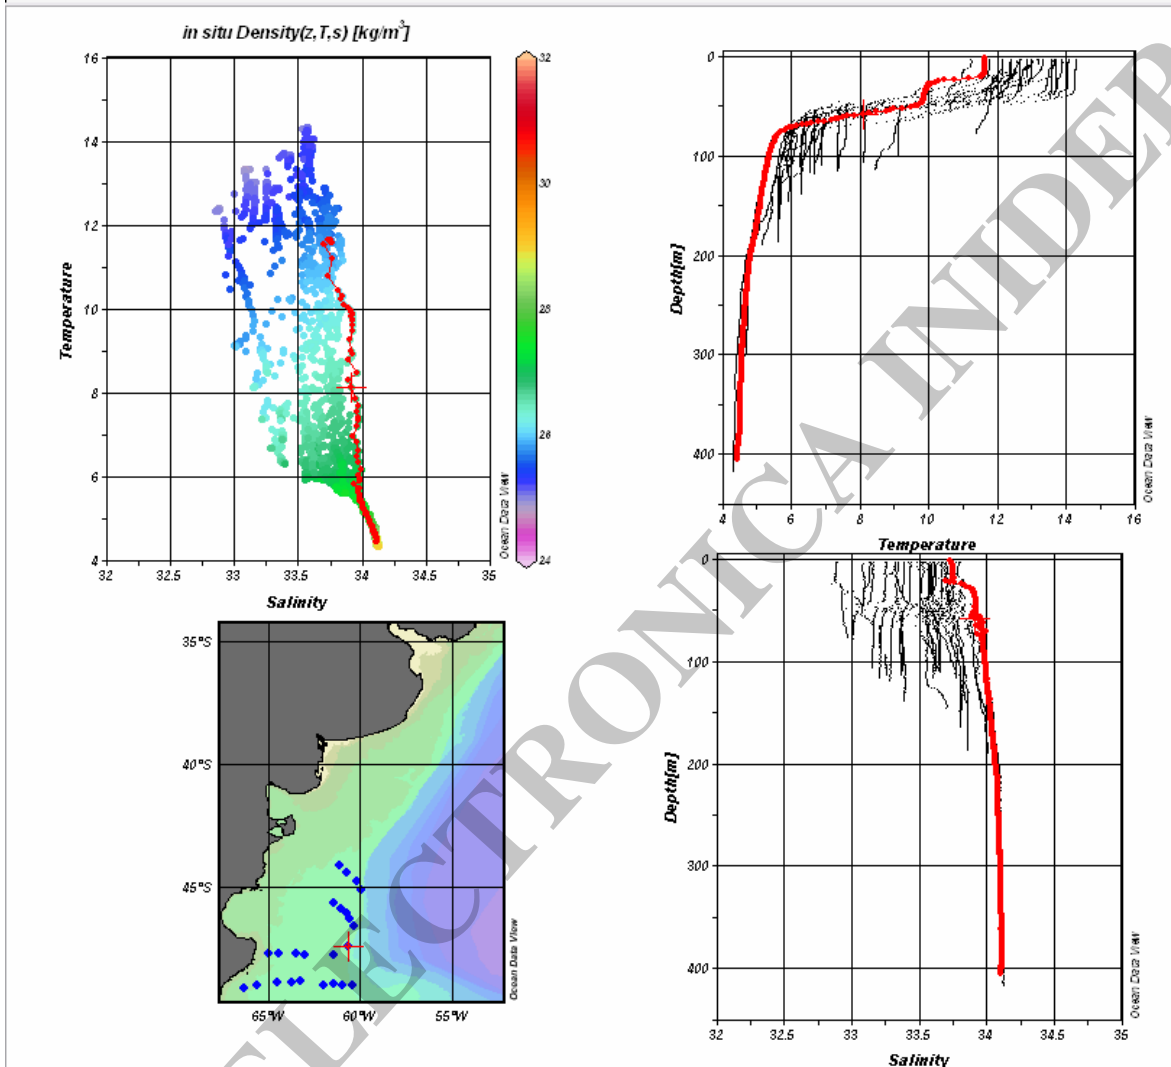 in situ Density(z,T,s) [kg/m³]
16
14
12
10
8
6
4
Temperature
32
32.5
33
33.5
34
34.5
35
Salinity
32
30
28
26
24
Ocean Data View
0
100
200
300
400
Depth[m]
4
6
8
10
12
14
16
Temperature
Ocean Data View
35°S
40°S
45°S
65°W
60°W
55°W
Ocean Data View
0
100
200
300
400
Depth[m]
32
32.5
33
33.5
34
34.5
35
Salinity
Ocean Data View
ELECTRONICA INIDEP